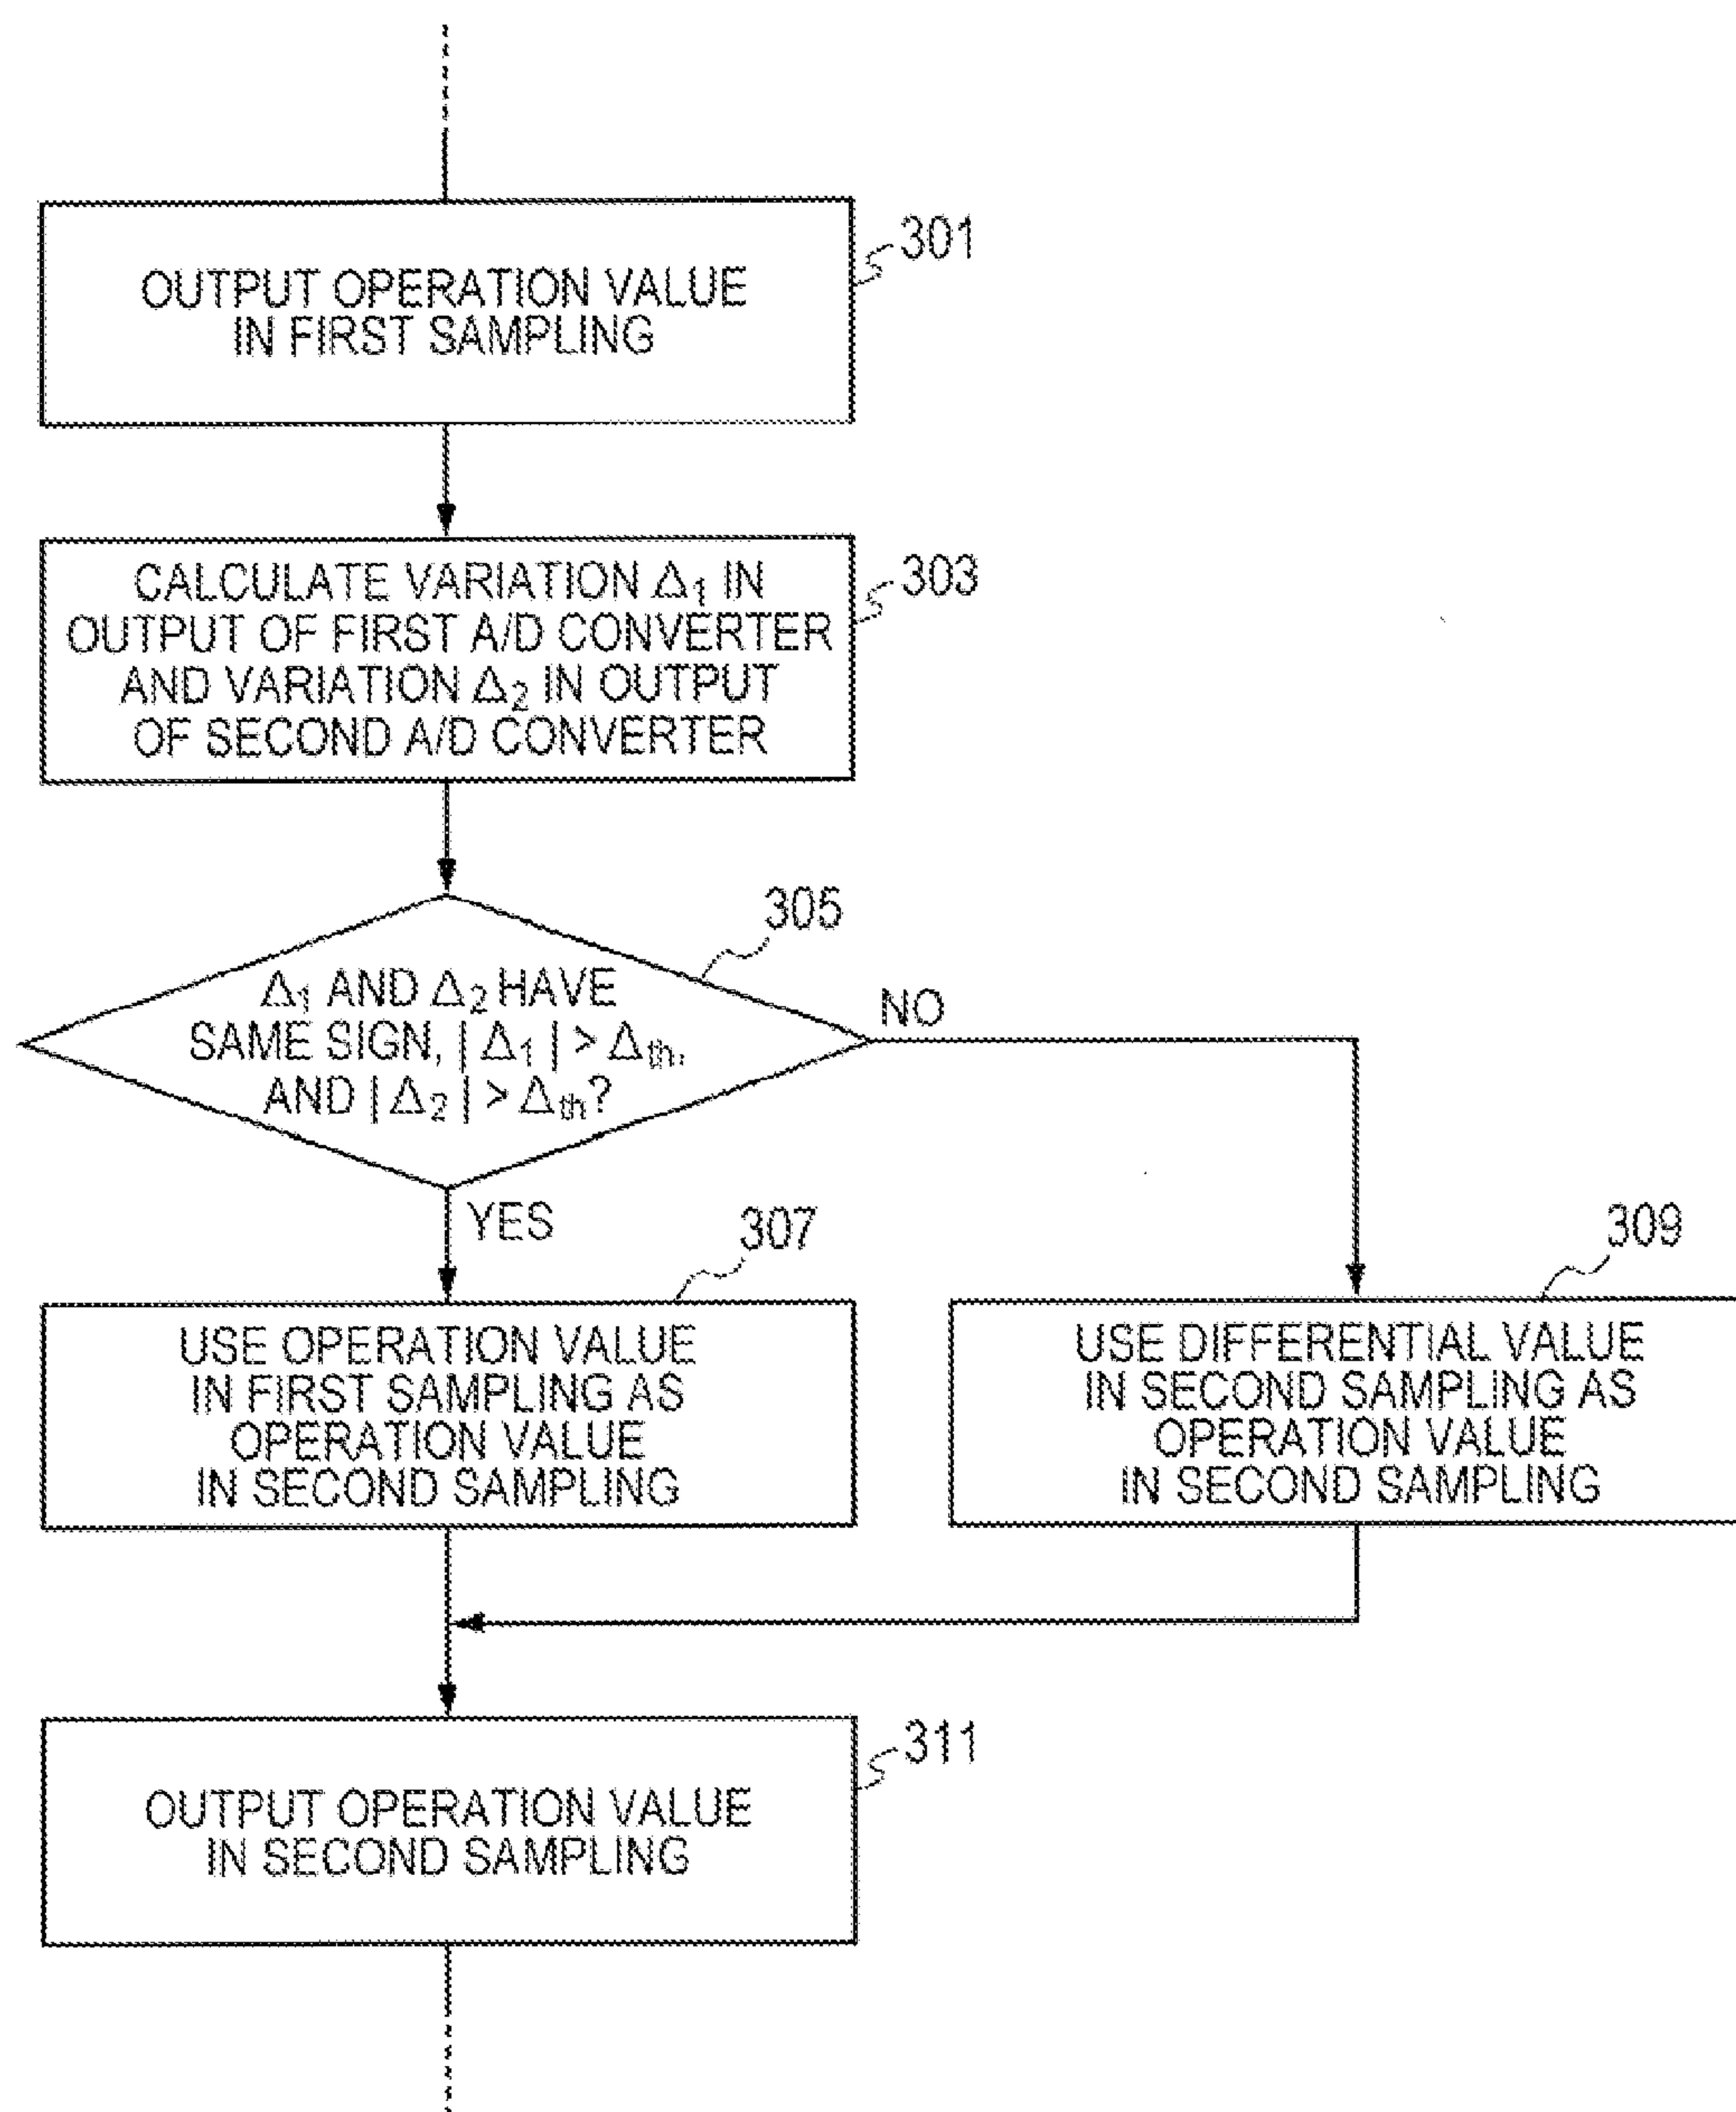 OUTPUT OPERATION VALUE
IN FIRST SAMPLING
301
CALCULATE VARIATION Δ₁ IN
OUTPUT OF FIRST A/D CONVERTER
AND VARIATION Δ₂ IN OUTPUT
OF SECOND A/D CONVERTER
303
305
Δ₁ AND Δ₂ HAVE
SAME SIGN, | Δ₁ | > Δth,
AND | Δ₂ | > Δth?
NO
YES
307
USE OPERATION VALUE
IN FIRST SAMPLING AS
OPERATION VALUE
IN SECOND SAMPLING
309
USE DIFFERENTIAL VALUE
IN SECOND SAMPLING AS
OPERATION VALUE
IN SECOND SAMPLING
311
OUTPUT OPERATION VALUE
IN SECOND SAMPLING